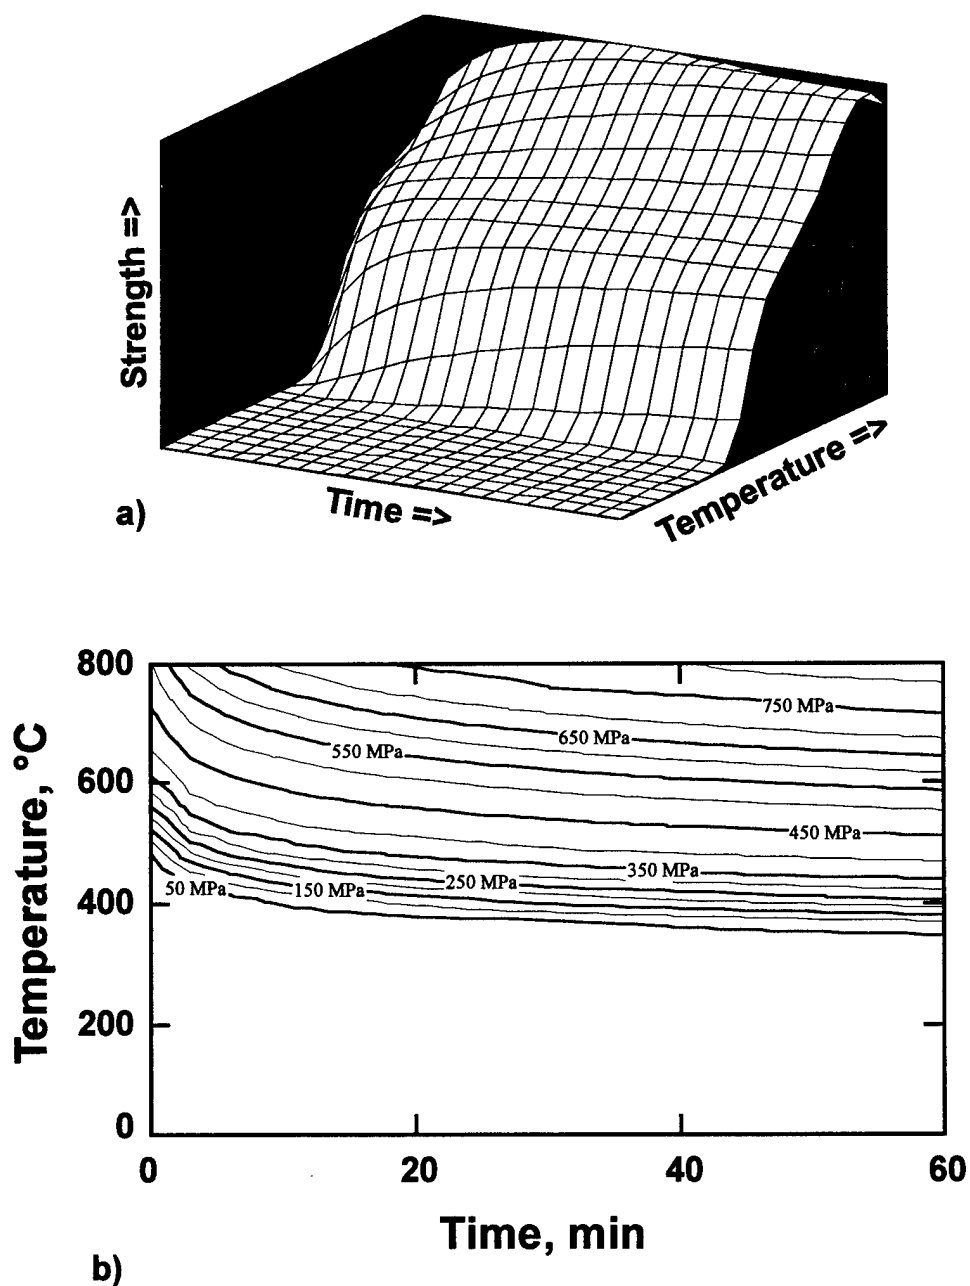 Strength =>
Time =>
Temperature =>
a)
800
750 MPa
650 MPa
550 MPa
600
450 MPa
350 MPa
250 MPa
150 MPa
50 MPa
400
200
0
Temperature, °C
0 20 40 60
Time, min
b)